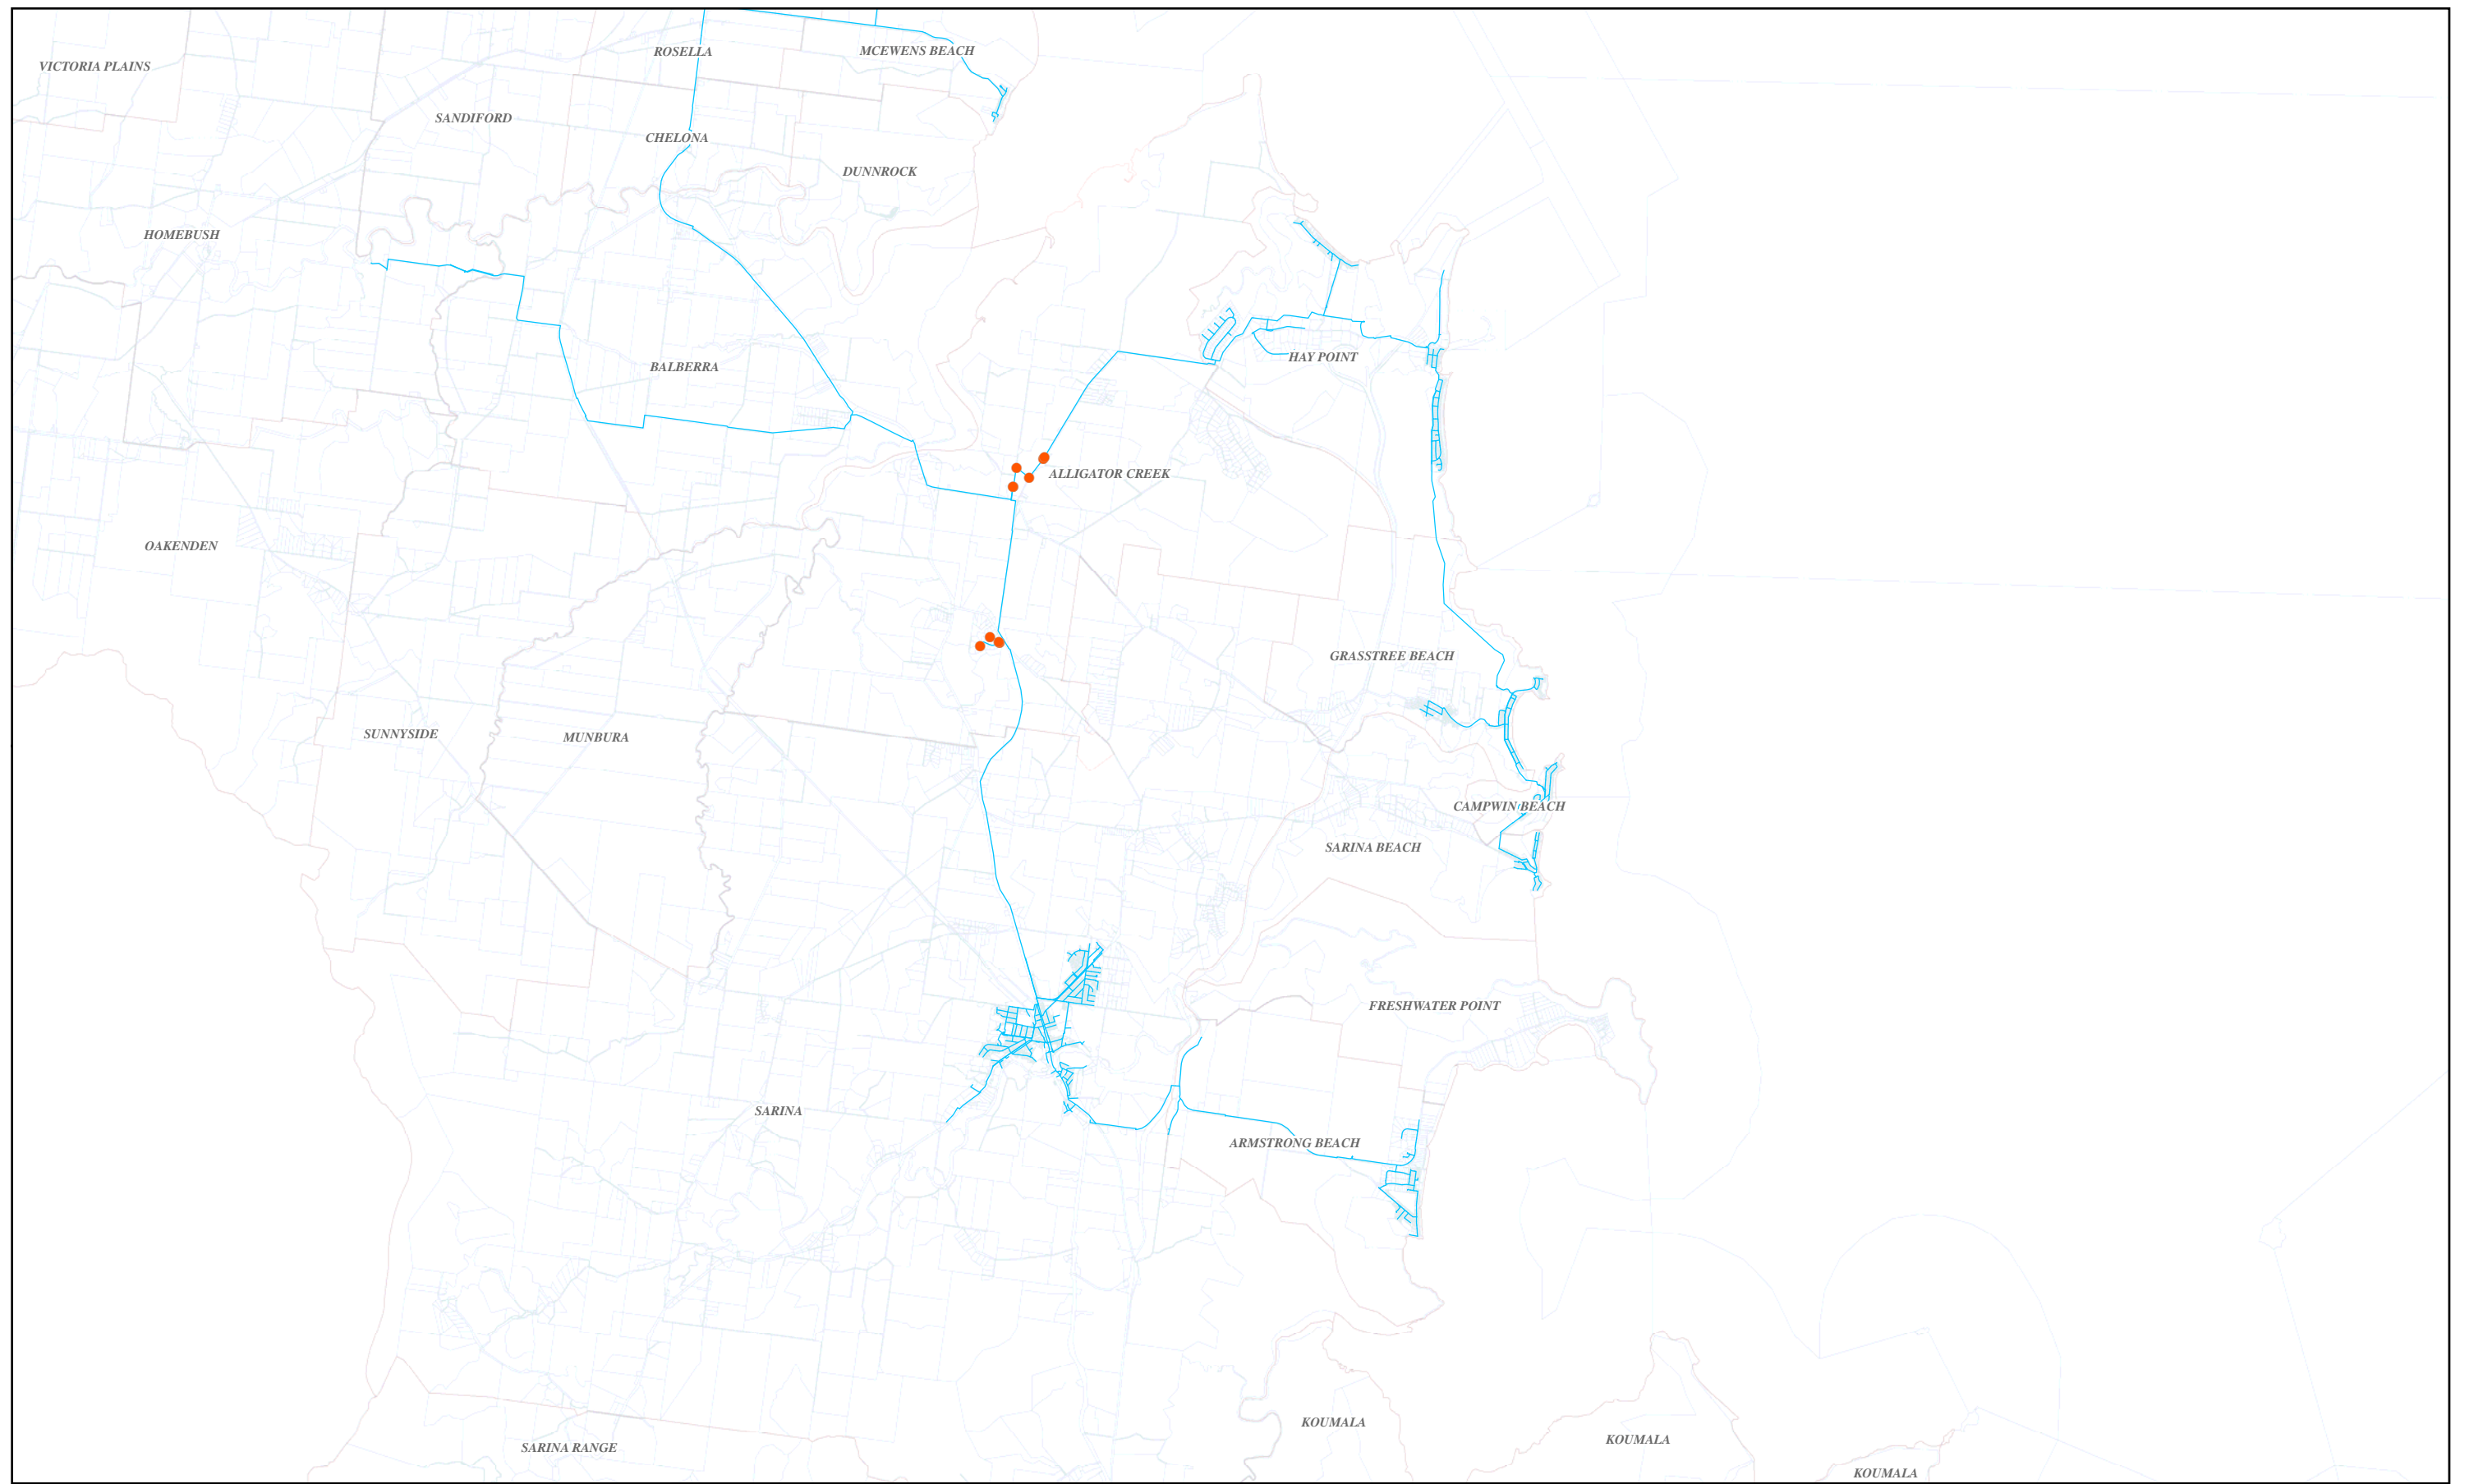 ROSELLA
MCEWENS BEACH
VICTORIA PLAINS
SANDIFORD
CHELONA
DUNNROCK
HOMEBUSH
HAY POINT
BALBERRA
ALLIGATOR CREEK
OAKENDEN
GRASSTREE BEACH
SUNNYSIDE
MUNBURA
CAMPWIN BEACH
SARINA BEACH
FRESHWATER POINT
SARINA
ARMSTRONG BEACH
KOUMALA
KOUMALA
SARINA RANGE
KOUMALA